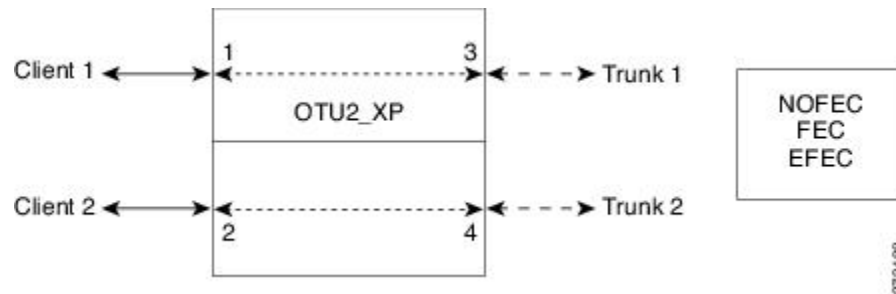 1 3
Client 1 Trunk 1
OTU2_XP
NOFEC
FEC
EFEC
Client 2 Trunk 2
2 4